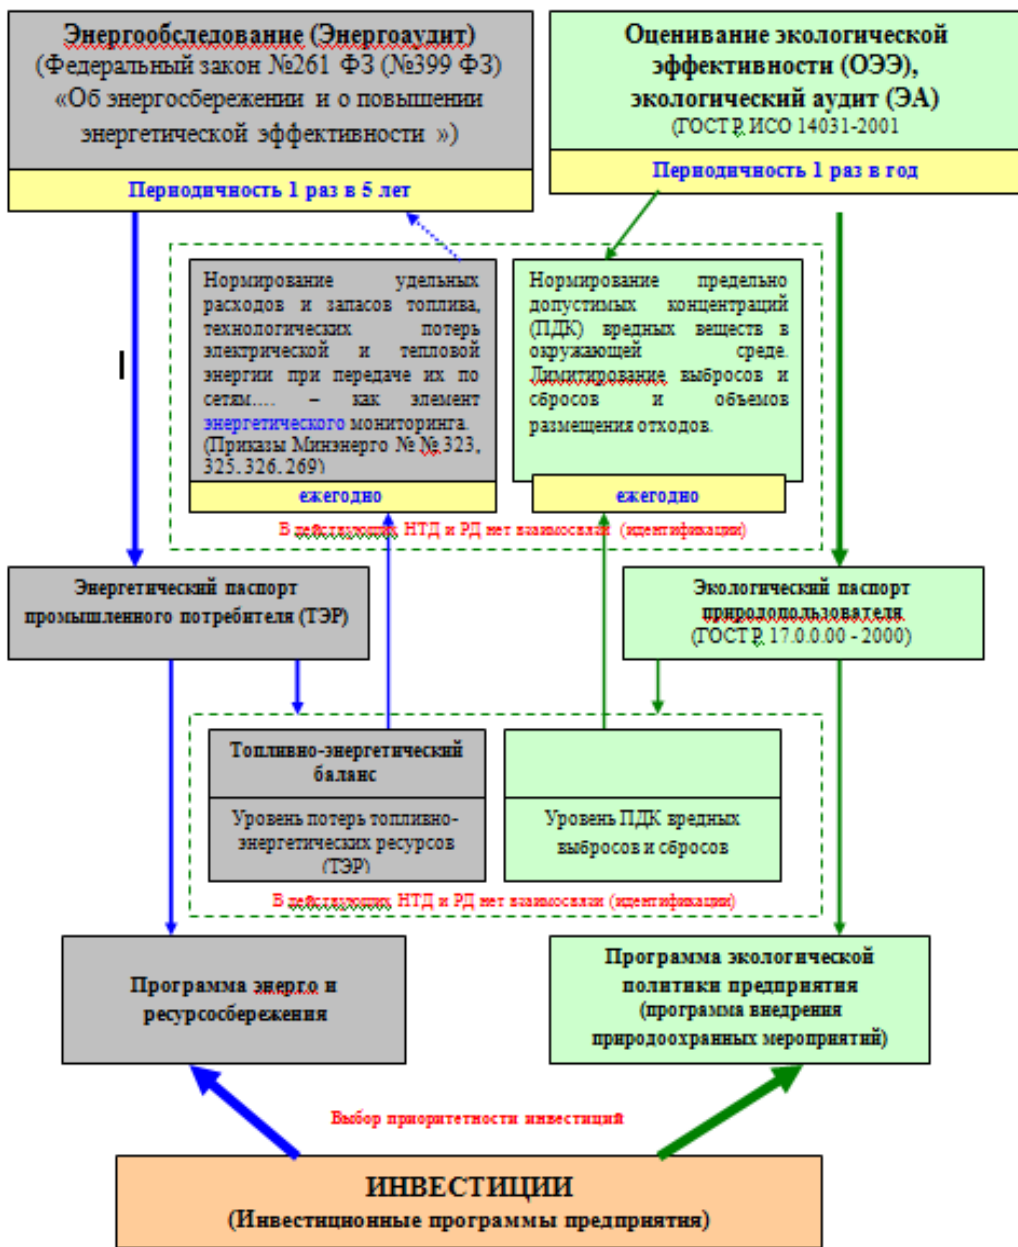 Энергообследование (Энергоаудит)
(Федеральный закон №261 ФЗ (№399 ФЗ)
«Об энергосбережении и о повышении
энергетической эффективности »)
Периодичность 1 раз в 5 лет
Оценивание экологической
эффективности (ОЭЭ),
экологический аудит (ЭА)
(ГОСТ Р. ИСО 14031-2001
Периодичность 1 раз в год
Нормирование удельных
расходов и запасов топлива,
технологических потерь
электрической и тепловой
энергии при передаче их по
сетям.... – как элемент
энергетического мониторинга.
(Приказы Минэнерго № № 323,
325, 326, 269)
ежегодно
Нормирование предельно
допустимых концентраций
(ПДК) вредных веществ в
окружающей среде.
Лимитирование выбросов и
сбросов и объемов
размещения отходов.
ежегодно
В действующих НТД и РД нет взаимосвязи (идентификации)
Энергетический паспорт
промышленного потребителя (ТЭР)
Экологический паспорт
природопользователя
(ГОСТ Р. 17.0.0.00 - 2000)
Топливно-энергетический
баланс
Уровень потерь топливно-
энергетических ресурсов
(ТЭР)
Уровень ПДК вредных
выбросов и сбросов
В действующих НТД и РД нет взаимосвязи (идентификации)
Программа энерго и
ресурсосбережения
Программа экологической
политики предприятия
(программа внедрения
природоохранных мероприятий)
Выбор приоритетности инвестиций
ИНВЕСТИЦИИ
(Инвестиционные программы предприятия)